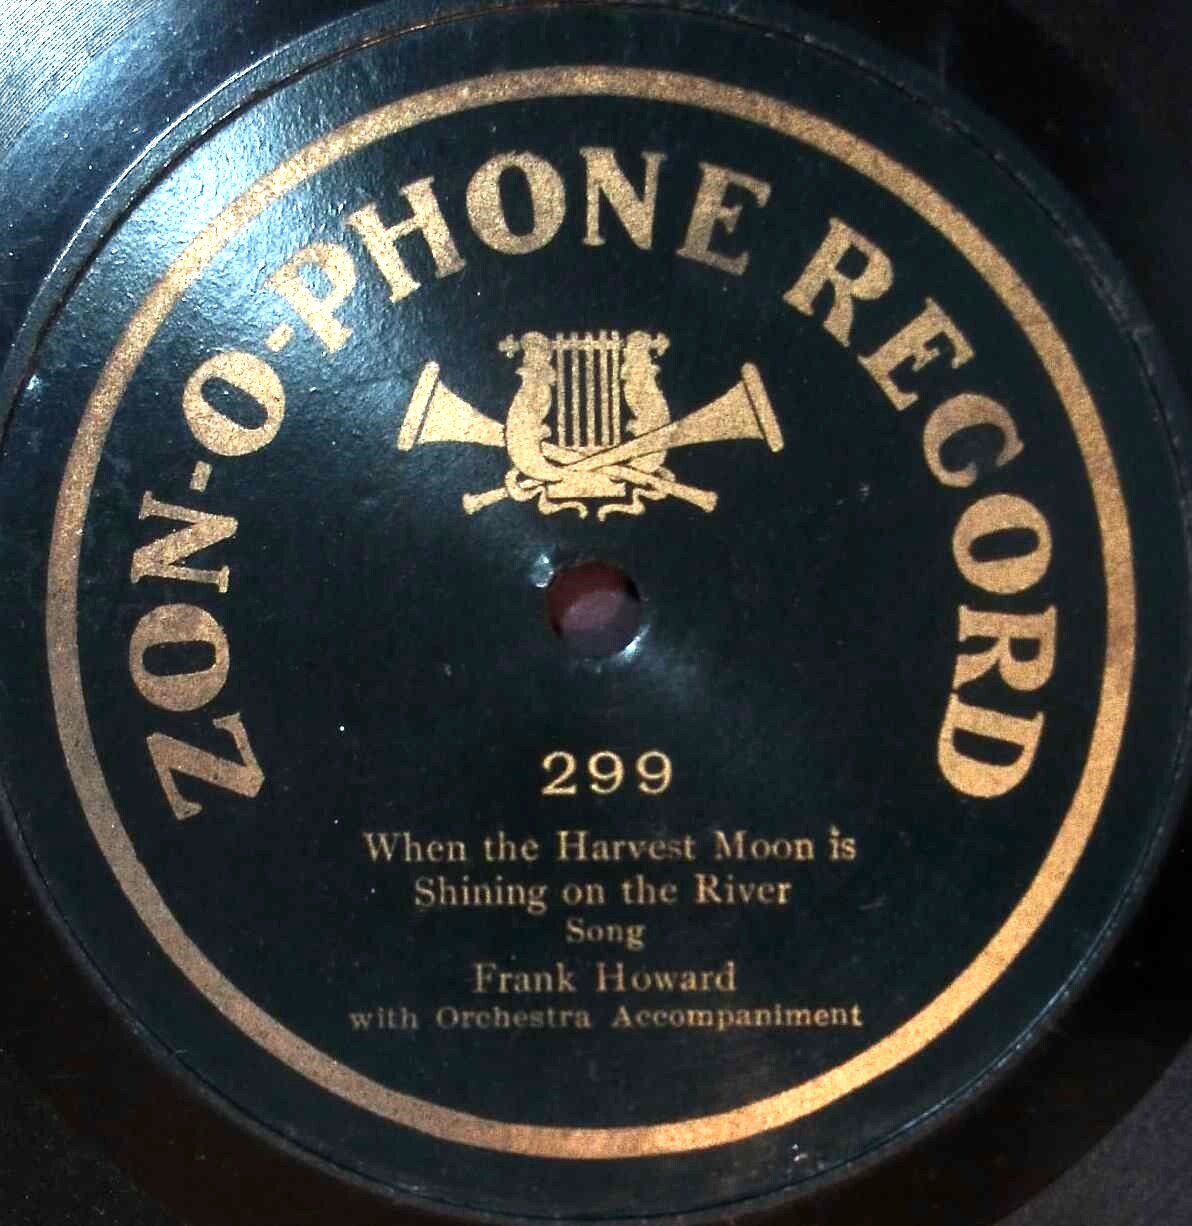 ZON-O-PHONE RECORD
299
When the Harvest Moon is
Shining on the River
Song
Frank Howard
with Orchestra Accompaniment